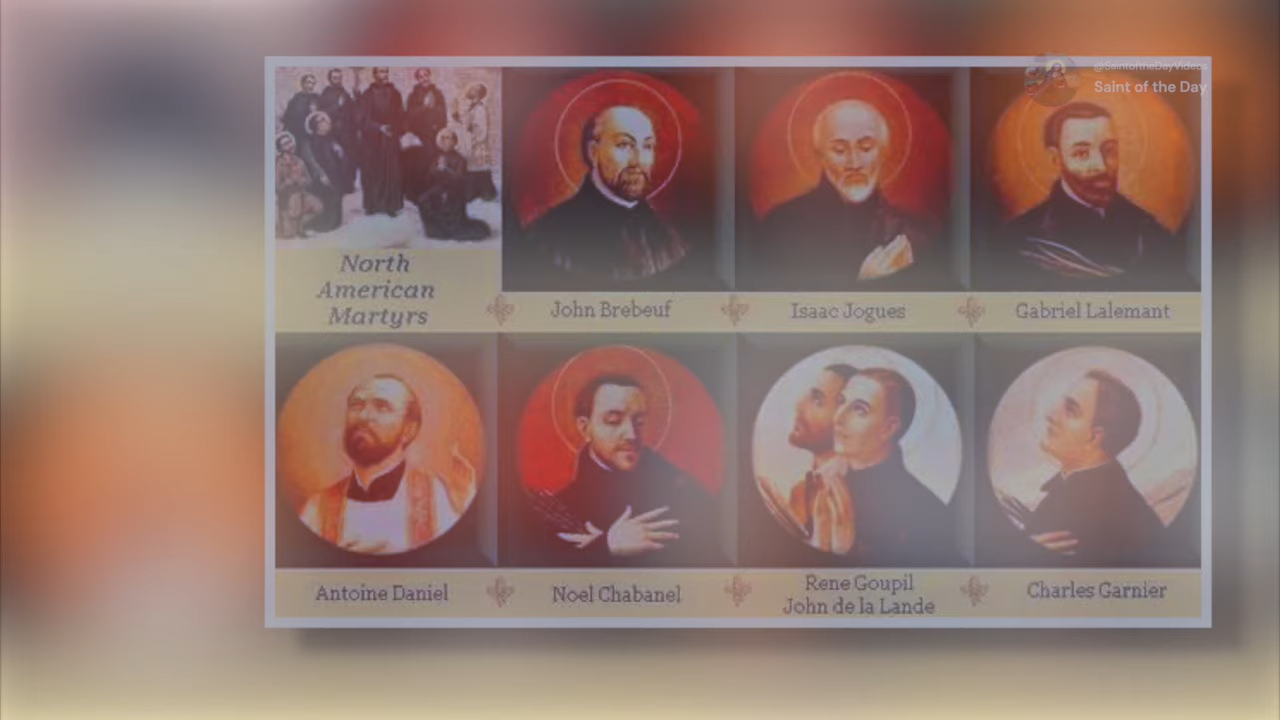 @SaintoftheDayVideos
Saint of the Day
North
American
Martyrs
John Brebeuf
Isaac Jogues
Gabriel Lalemant
Antoine Daniel
Noel Chabanel
Rene Goupil
John de la Lande
Charles Garnier